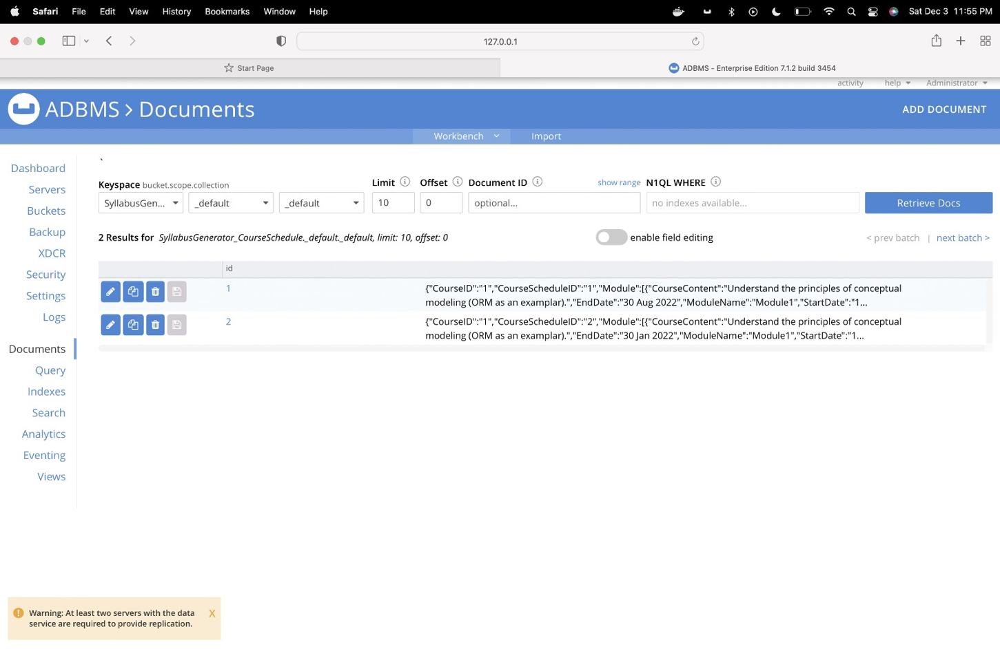 Safari File Edit View History Bookmarks Window Help Sat Dec 3 11:55 PM
127.0.0.1
Start Page ADBMS - Enterprise Edition 7.1.2 build 3454
activity help Administrator
ADBMS > Documents ADD DOCUMENT
Workbench Import
`
Dashboard
Servers
Buckets
Backup
XDCR
Security
Settings
Logs
Documents
Query
Indexes
Search
Analytics
Eventing
Views
Keyspace bucket.scope.collection Limit Offset Document ID show range N1QL WHERE
SyllabusGen... _default _default 10 0 optional... no indexes available... Retrieve Docs
2 Results for SyllabusGenerator_CourseSchedule._default._default, limit: 10, offset: 0 enable field editing < prev batch | next batch >
id
1 {"CourseID":"1","CourseScheduleID":"1","Module":[{"CourseContent":"Understand the principles of conceptual
modeling (ORM as an examplar).","EndDate":"30 Aug 2022","ModuleName":"Module1","StartDate":"1...
2 {"CourseID":"1","CourseScheduleID":"2","Module":[{"CourseContent":"Understand the principles of conceptual
modeling (ORM as an examplar).","EndDate":"30 Jan 2022","ModuleName":"Module1","StartDate":"1...
Warning: At least two servers with the data X
service are required to provide replication.